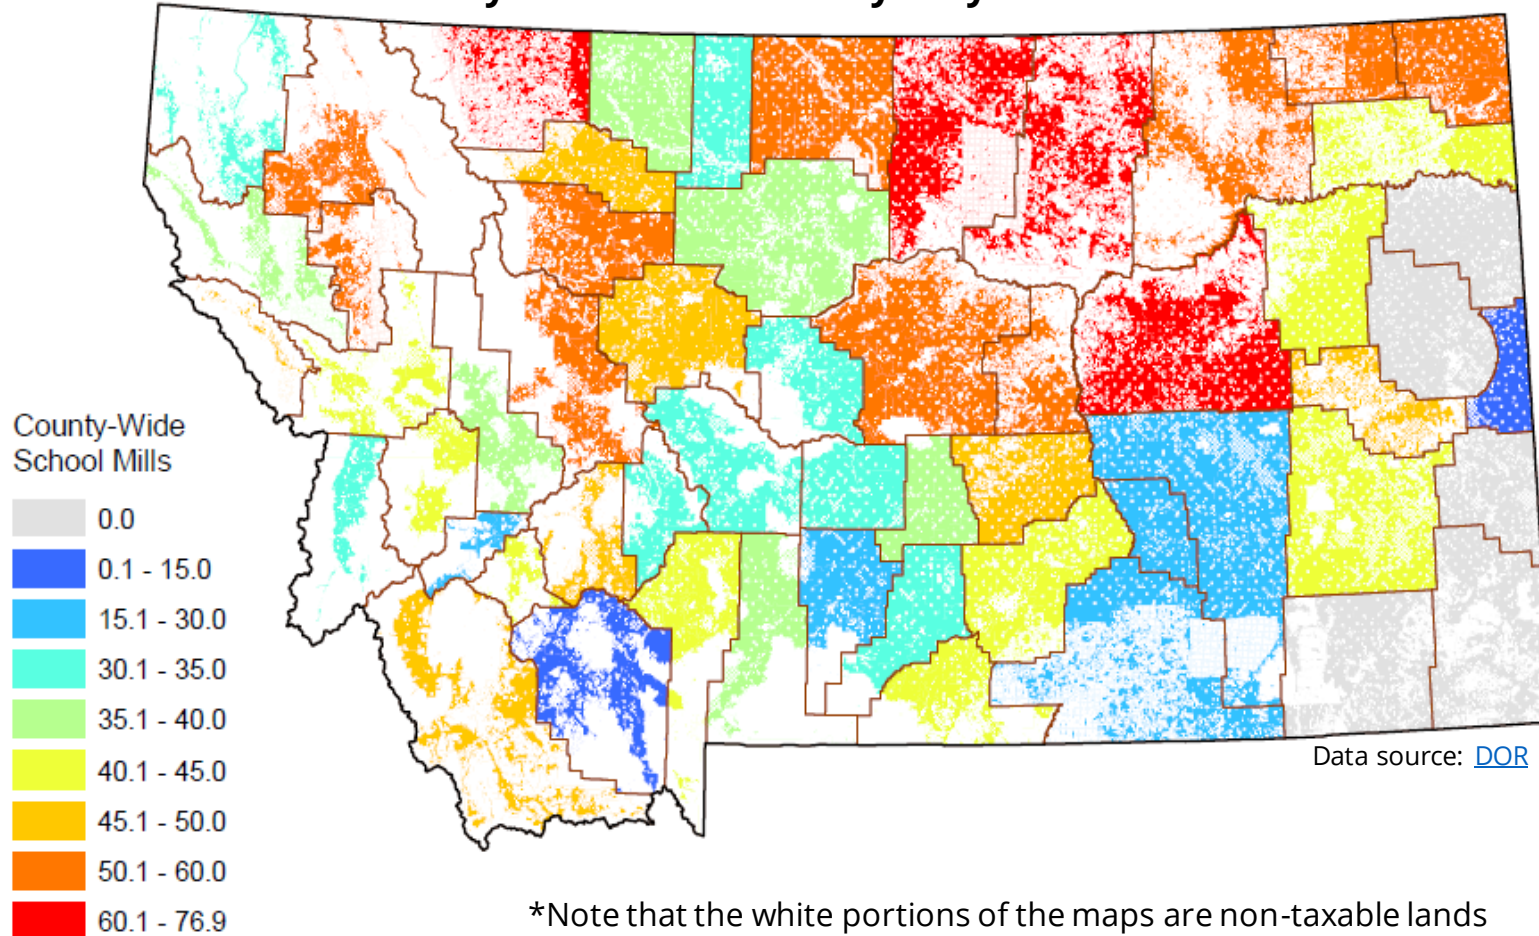 County-Wide
School Mills
0.0
0.1 - 15.0
15.1 - 30.0
30.1 - 35.0
35.1 - 40.0
40.1 - 45.0
45.1 - 50.0
50.1 - 60.0
60.1 - 76.9
Data source: DOR
*Note that the white portions of the maps are non-taxable lands